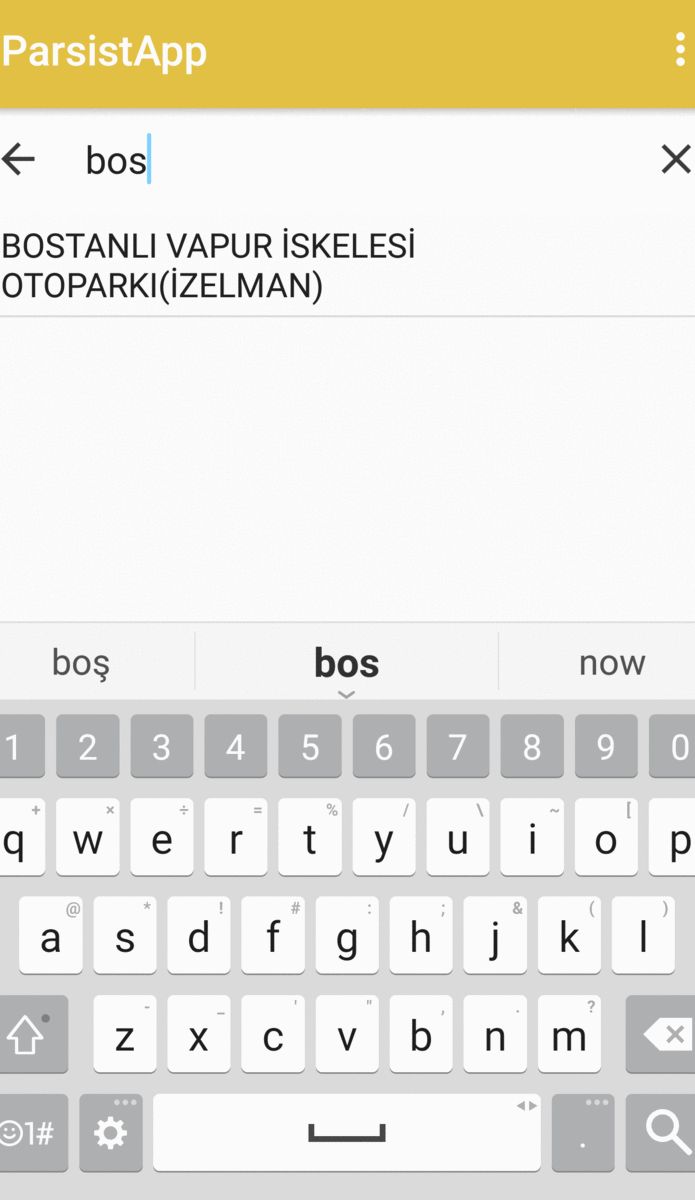 ParsistApp
bos
BOSTANLI VAPUR İSKELESİ
OTOPARKI(İZELMAN)
boş bos now
1 2 3 4 5 6 7 8 9 0
+ × ÷ = % / \ ~ [
q w e r t y u i o p
@ * ! # : ; & ( )
a s d f g h j k l
- _ ' " , . ?
z x c v b n m
1# .